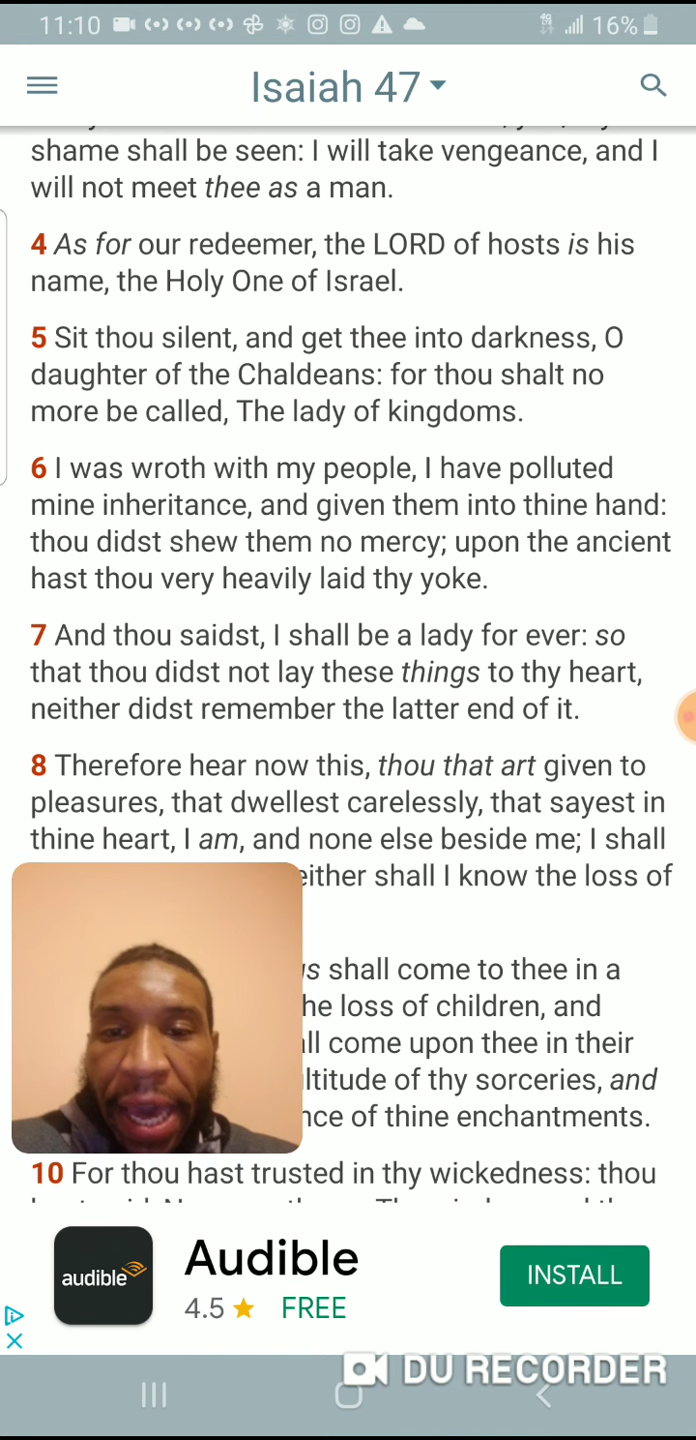 11:10 16%
Isaiah 47
shame shall be seen: I will take vengeance, and I
will not meet thee as a man.
4 As for our redeemer, the LORD of hosts is his
name, the Holy One of Israel.
5 Sit thou silent, and get thee into darkness, O
daughter of the Chaldeans: for thou shalt no
more be called, The lady of kingdoms.
6 I was wroth with my people, I have polluted
mine inheritance, and given them into thine hand:
thou didst shew them no mercy; upon the ancient
hast thou very heavily laid thy yoke.
7 And thou saidst, I shall be a lady for ever: so
that thou didst not lay these things to thy heart,
neither didst remember the latter end of it.
8 Therefore hear now this, thou that art given to
pleasures, that dwellest carelessly, that sayest in
thine heart, I am, and none else beside me; I shall
either shall I know the loss of
shall come to thee in a
he loss of children, and
ll come upon thee in their
ltitude of thy sorceries, and
nce of thine enchantments.
10 For thou hast trusted in thy wickedness: thou
audible
Audible
4.5 FREE
INSTALL
DU RECORDER